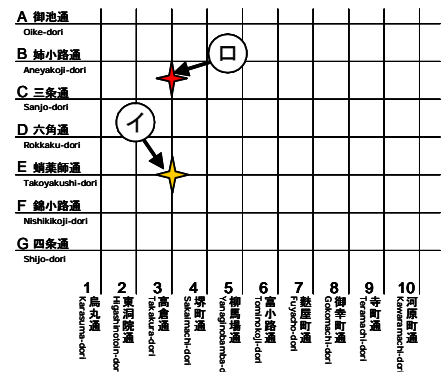 A 御池通
Oike-dori
B 姉小路通
Aneyakoji-dori
C 三条通
Sanjo-dori
D 六角通
Rokkaku-dori
E 蛸薬師通
Takoyakushi-dori
F 錦小路通
Nishikikoji-dori
G 四条通
Shijo-dori
ロ
イ
1 烏丸通
Karasuma-dori
2 東洞院通
Higashinotoin-dori
3 高倉通
Takakura-dori
4 堺町通
Sakaimachi-dori
5 柳馬場通
Yanaginobamba-d
6 富小路通
Tominokoji-dori
7 麩屋町通
Fuyacho-dori
8 御幸町通
Gokomachi-dori
9 寺町通
Teramachi-dori
10 河原町通
Kawaramachi-dori